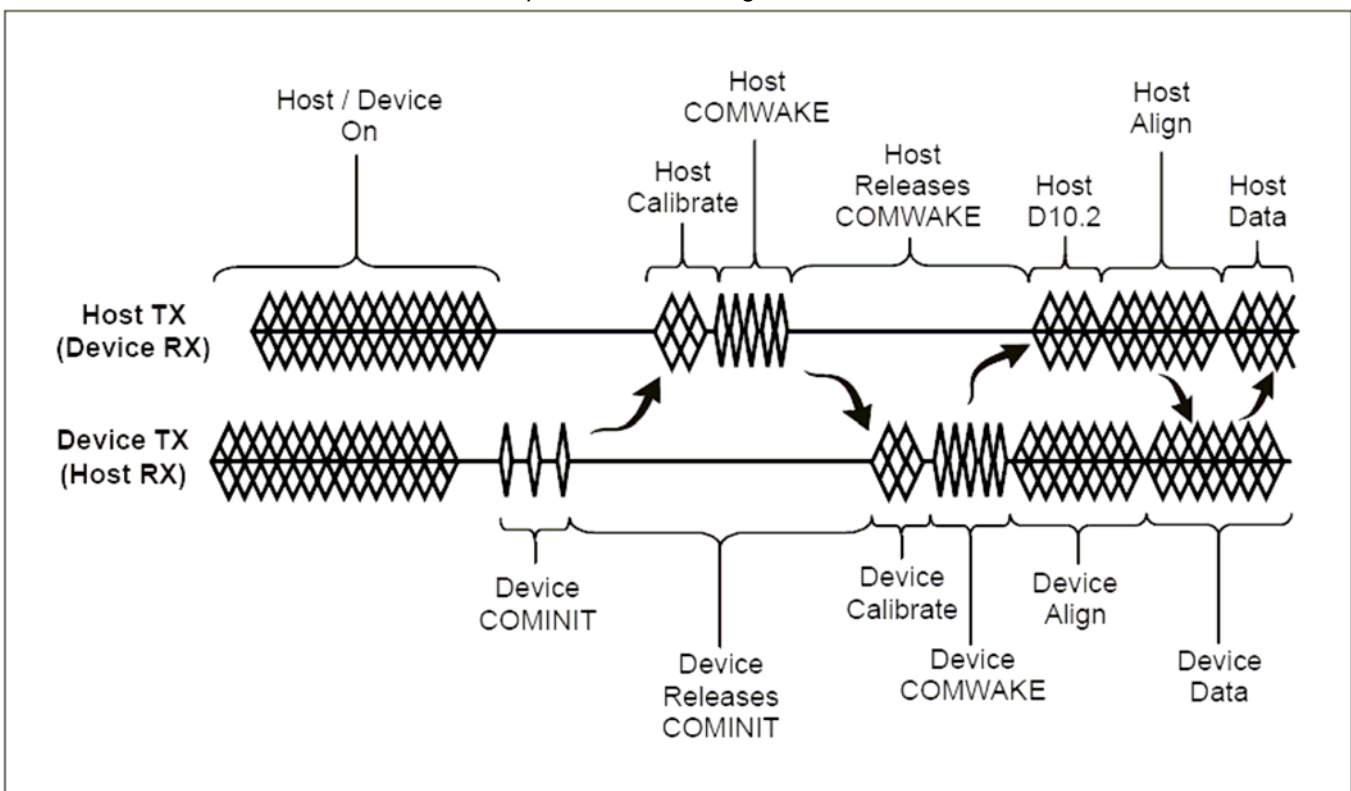 Host / Device
On
Host
COMWAKE
Host
Calibrate
Host
Releases
COMWAKE
Host
D10.2
Host
Align
Host
Data
Host TX
(Device RX)
Device TX
(Host RX)
Device
COMINIT
Device
Releases
COMINIT
Device
Calibrate
Device
COMWAKE
Device
Align
Device
Data